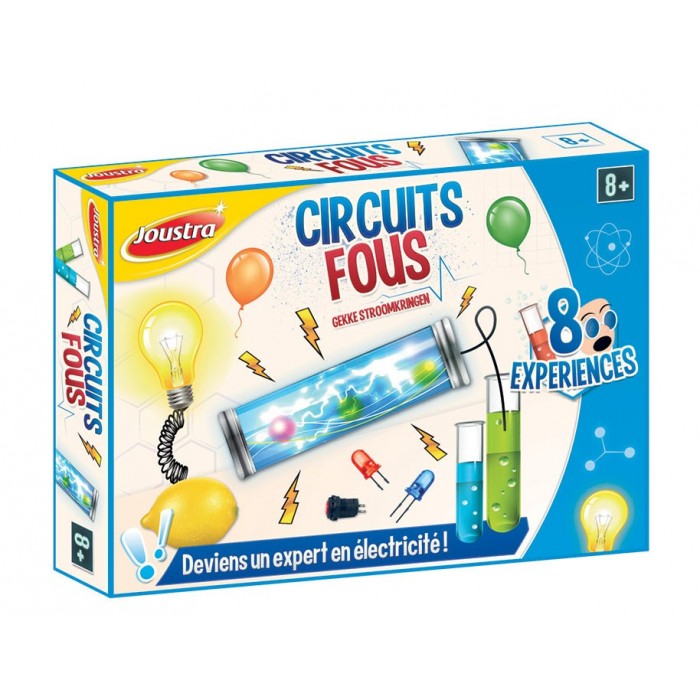 CIRCUITS
FOUS
8+
Joustra
8+
Joustra
CIRCUITS
FOUS
GEKKE STROOMKRINGEN
8
EXPERIENCES
CIRCUITS
FOUS
8+
Deviens un expert en électricité !